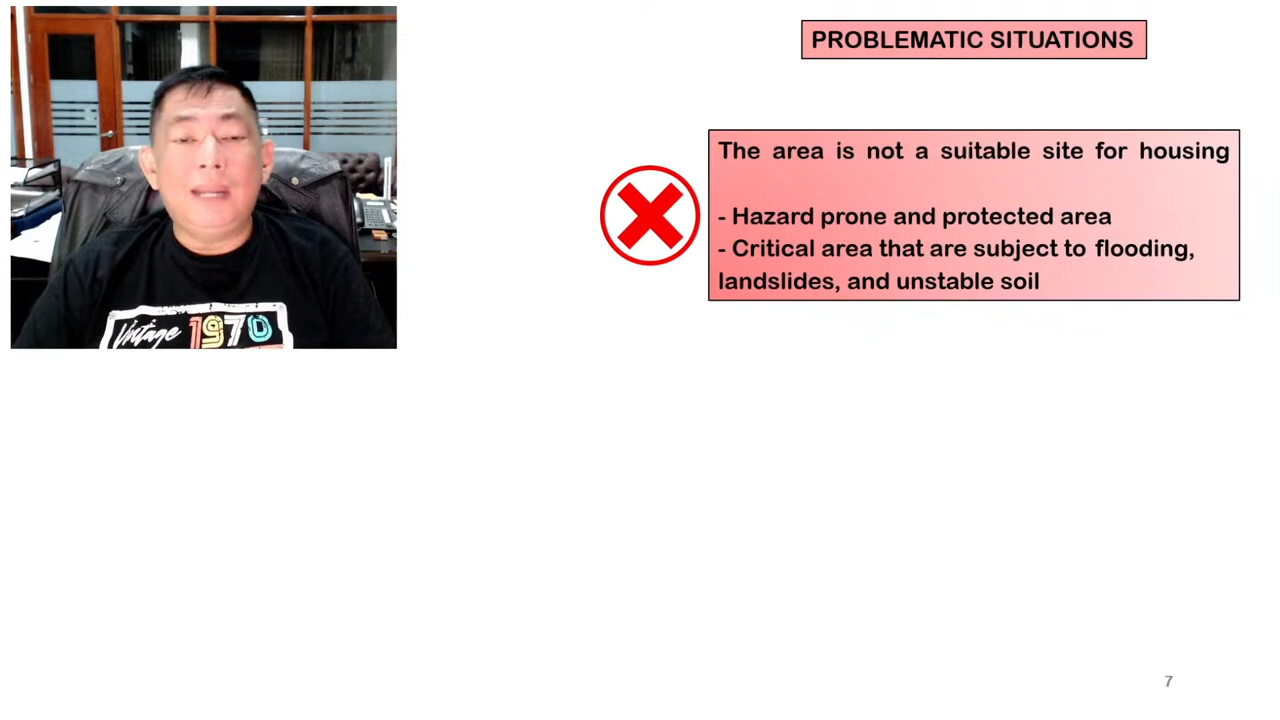 PROBLEMATIC SITUATIONS
The area is not a suitable site for housing
- Hazard prone and protected area
- Critical area that are subject to flooding,
landslides, and unstable soil
Vintage 1970
7